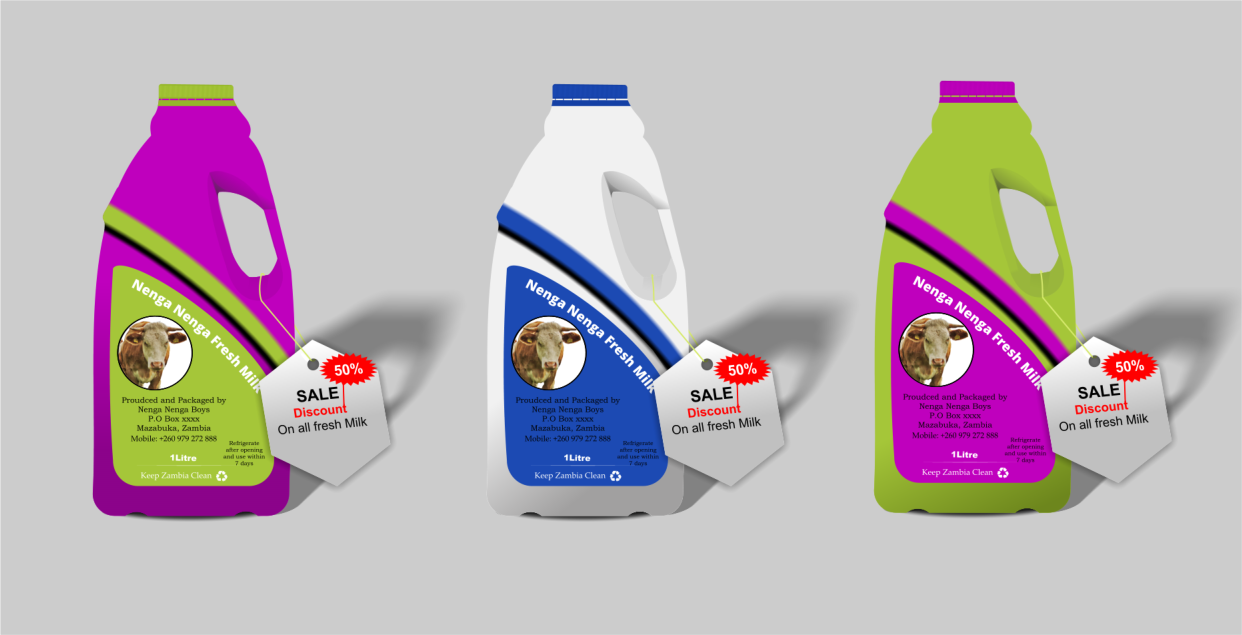 Nenga Nenga Fresh Milk
Proudced and Packaged by
Nenga Nenga Boys
P.O Box xxxx
Mazabuka, Zambia
Mobile: +260 979 272 888
Refrigerate
after opening
and use within
7 days
1Litre
Keep Zambia Clean
50%
SALE
Discount
On all fresh Milk
Nenga Nenga Fresh Milk
Proudced and Packaged by
Nenga Nenga Boys
P.O Box xxxx
Mazabuka, Zambia
Mobile: +260 979 272 888
Refrigerate
after opening
and use within
7 days
1Litre
Keep Zambia Clean
50%
SALE
Discount
On all fresh Milk
Nenga Nenga Fresh Milk
Proudced and Packaged by
Nenga Nenga Boys
P.O Box xxxx
Mazabuka, Zambia
Mobile: +260 979 272 888
Refrigerate
after opening
and use within
7 days
1Litre
Keep Zambia Clean
50%
SALE
Discount
On all fresh Milk